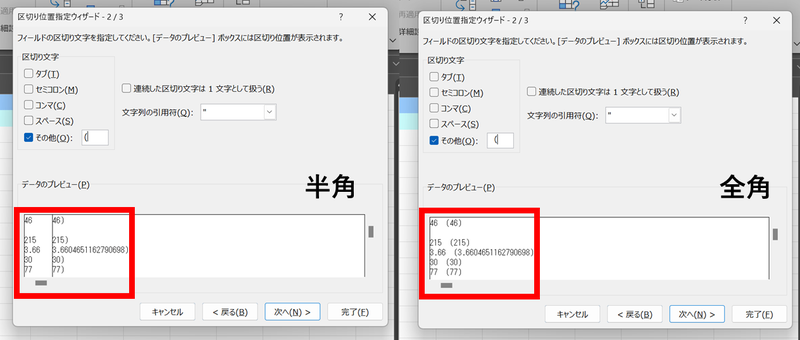 区切り位置指定ウィザード - 2 / 3
? ×
フィールドの区切り文字を指定してください。[データのプレビュー] ボックスには区切り位置が表示されます。
区切り文字
タブ(T)
セミコロン(M)
コンマ(C)
スペース(S)
その他(O): (
連続した区切り文字は 1 文字として扱う(R)
文字列の引用符(Q): "
データのプレビュー(P)
半角
46 46)
215 215)
3.66 3.6604651162790698)
30 30)
77 77)
キャンセル
< 戻る(B)
次へ(N) >
完了(F)
詳細
区切り位置指定ウィザード - 2 / 3
? ×
フィールドの区切り文字を指定してください。[データのプレビュー] ボックスには区切り位置が表示されます。
区切り文字
タブ(T)
セミコロン(M)
コンマ(C)
スペース(S)
その他(O): (
連続した区切り文字は 1 文字として扱う(R)
文字列の引用符(Q): "
データのプレビュー(P)
全角
46 (46)
215 (215)
3.66 (3.6604651162790698)
30 (30)
77 (77)
キャンセル
< 戻る(B)
次へ(N) >
完了(F)